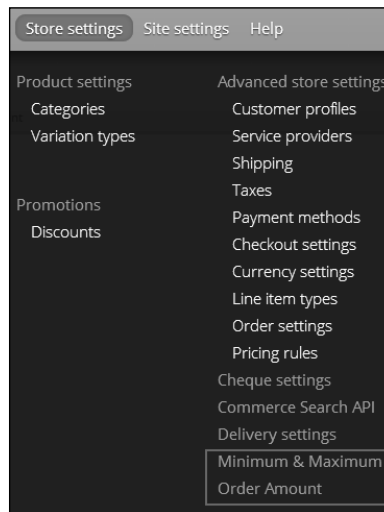 Store settings Site settings Help
Product settings
Categories
Variation types
Promotions
Discounts
Advanced store settings
Customer profiles
Service providers
Shipping
Taxes
Payment methods
Checkout settings
Currency settings
Line item types
Order settings
Pricing rules
Cheque settings
Commerce Search API
Delivery settings
Minimum & Maximum
Order Amount